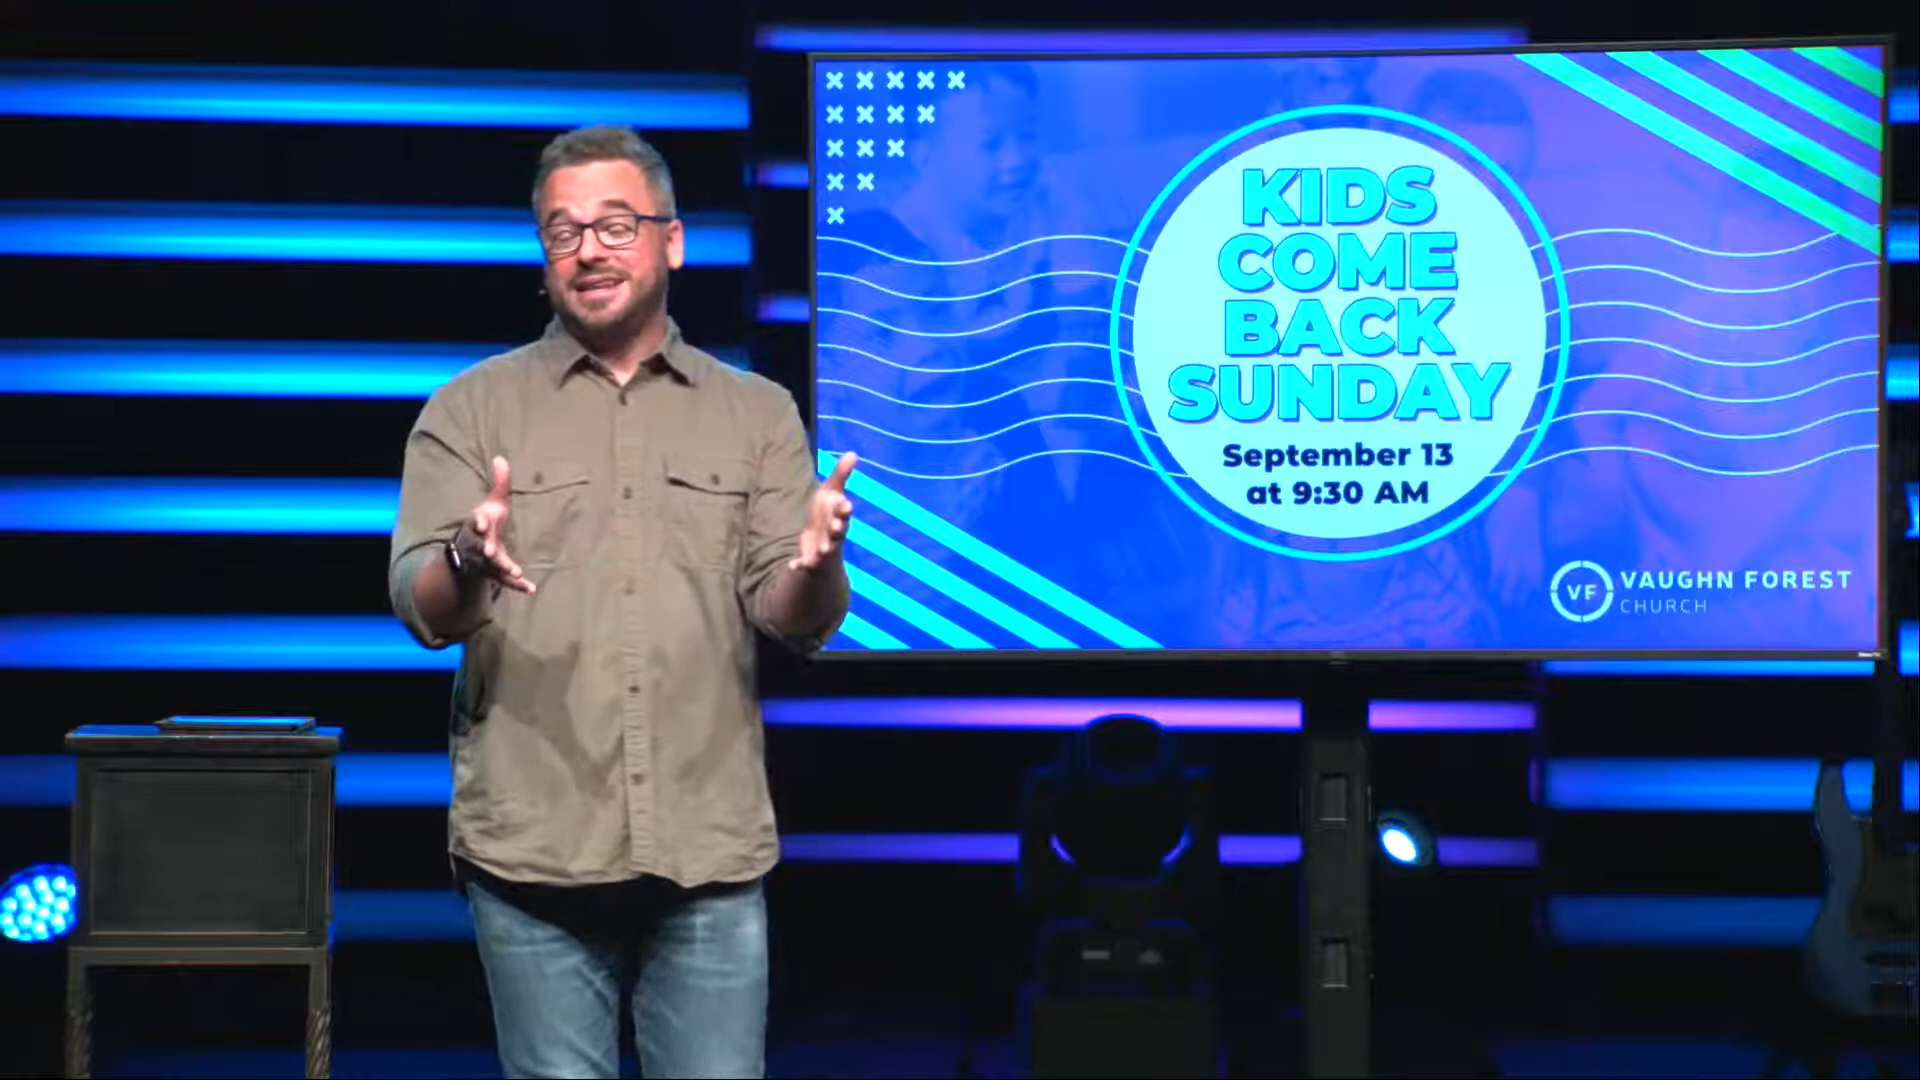 KIDS
COME
BACK
SUNDAY
September 13
at 9:30 AM
VF
VAUGHN FOREST
CHURCH